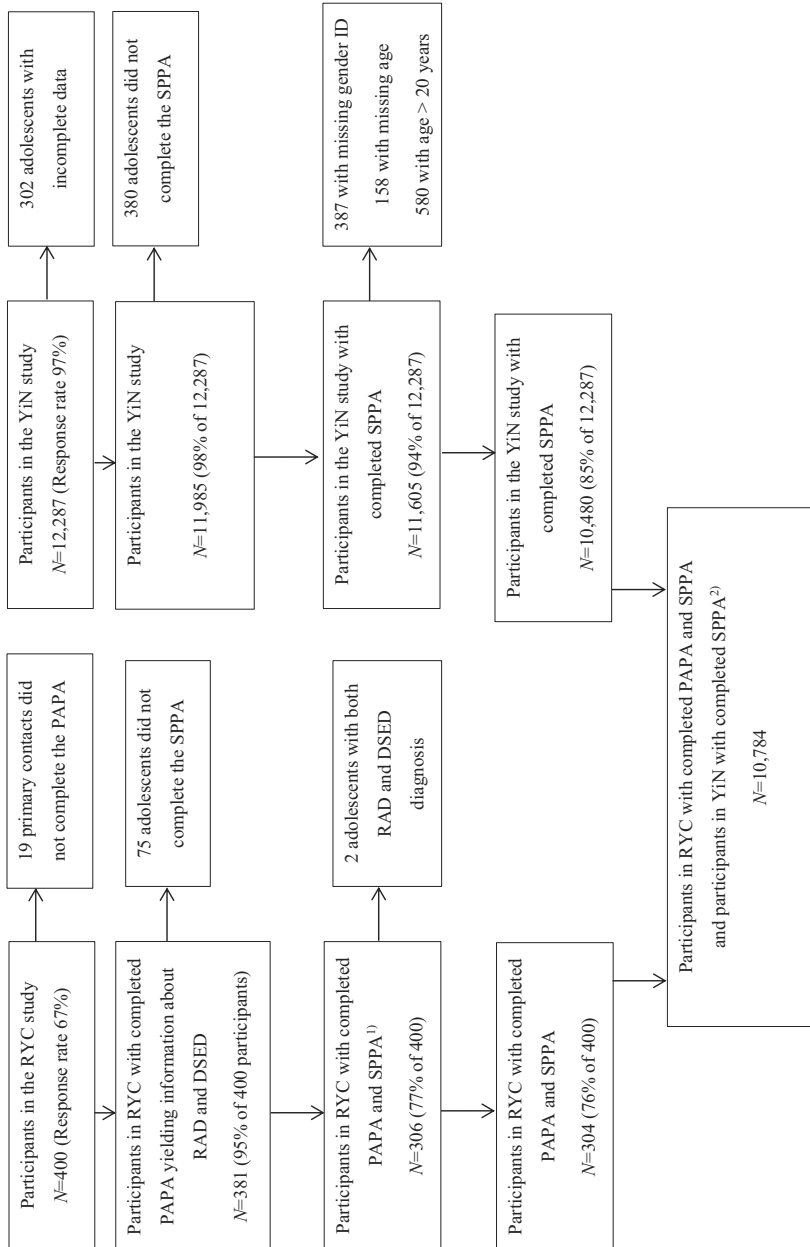 Participants in the RYC study
N=400 (Response rate 67%)
19 primary contacts did
not complete the PAPA
Participants in RYC with completed
PAPA yielding information about
RAD and DSED
N=381 (95% of 400 participants)
75 adolescents did not
complete the SPPA
Participants in RYC with completed
PAPA and SPPA1)
N=306 (77% of 400)
2 adolescents with both
RAD and DSED
diagnosis
Participants in RYC with completed
PAPA and SPPA
N=304 (76% of 400)
Participants in the YiN study
N=12,287 (Response rate 97%)
302 adolescents with
incomplete data
Participants in the YiN study
N=11,985 (98% of 12,287)
380 adolescents did not
complete the SPPA
Participants in the YiN study with
completed SPPA
N=11,605 (94% of 12,287)
387 with missing gender ID
158 with missing age
580 with age > 20 years
Participants in the YiN study with
completed SPPA
N=10,480 (85% of 12,287)
Participants in RYC with completed PAPA and SPPA
and participants in YiN with completed SPPA2)
N=10,784